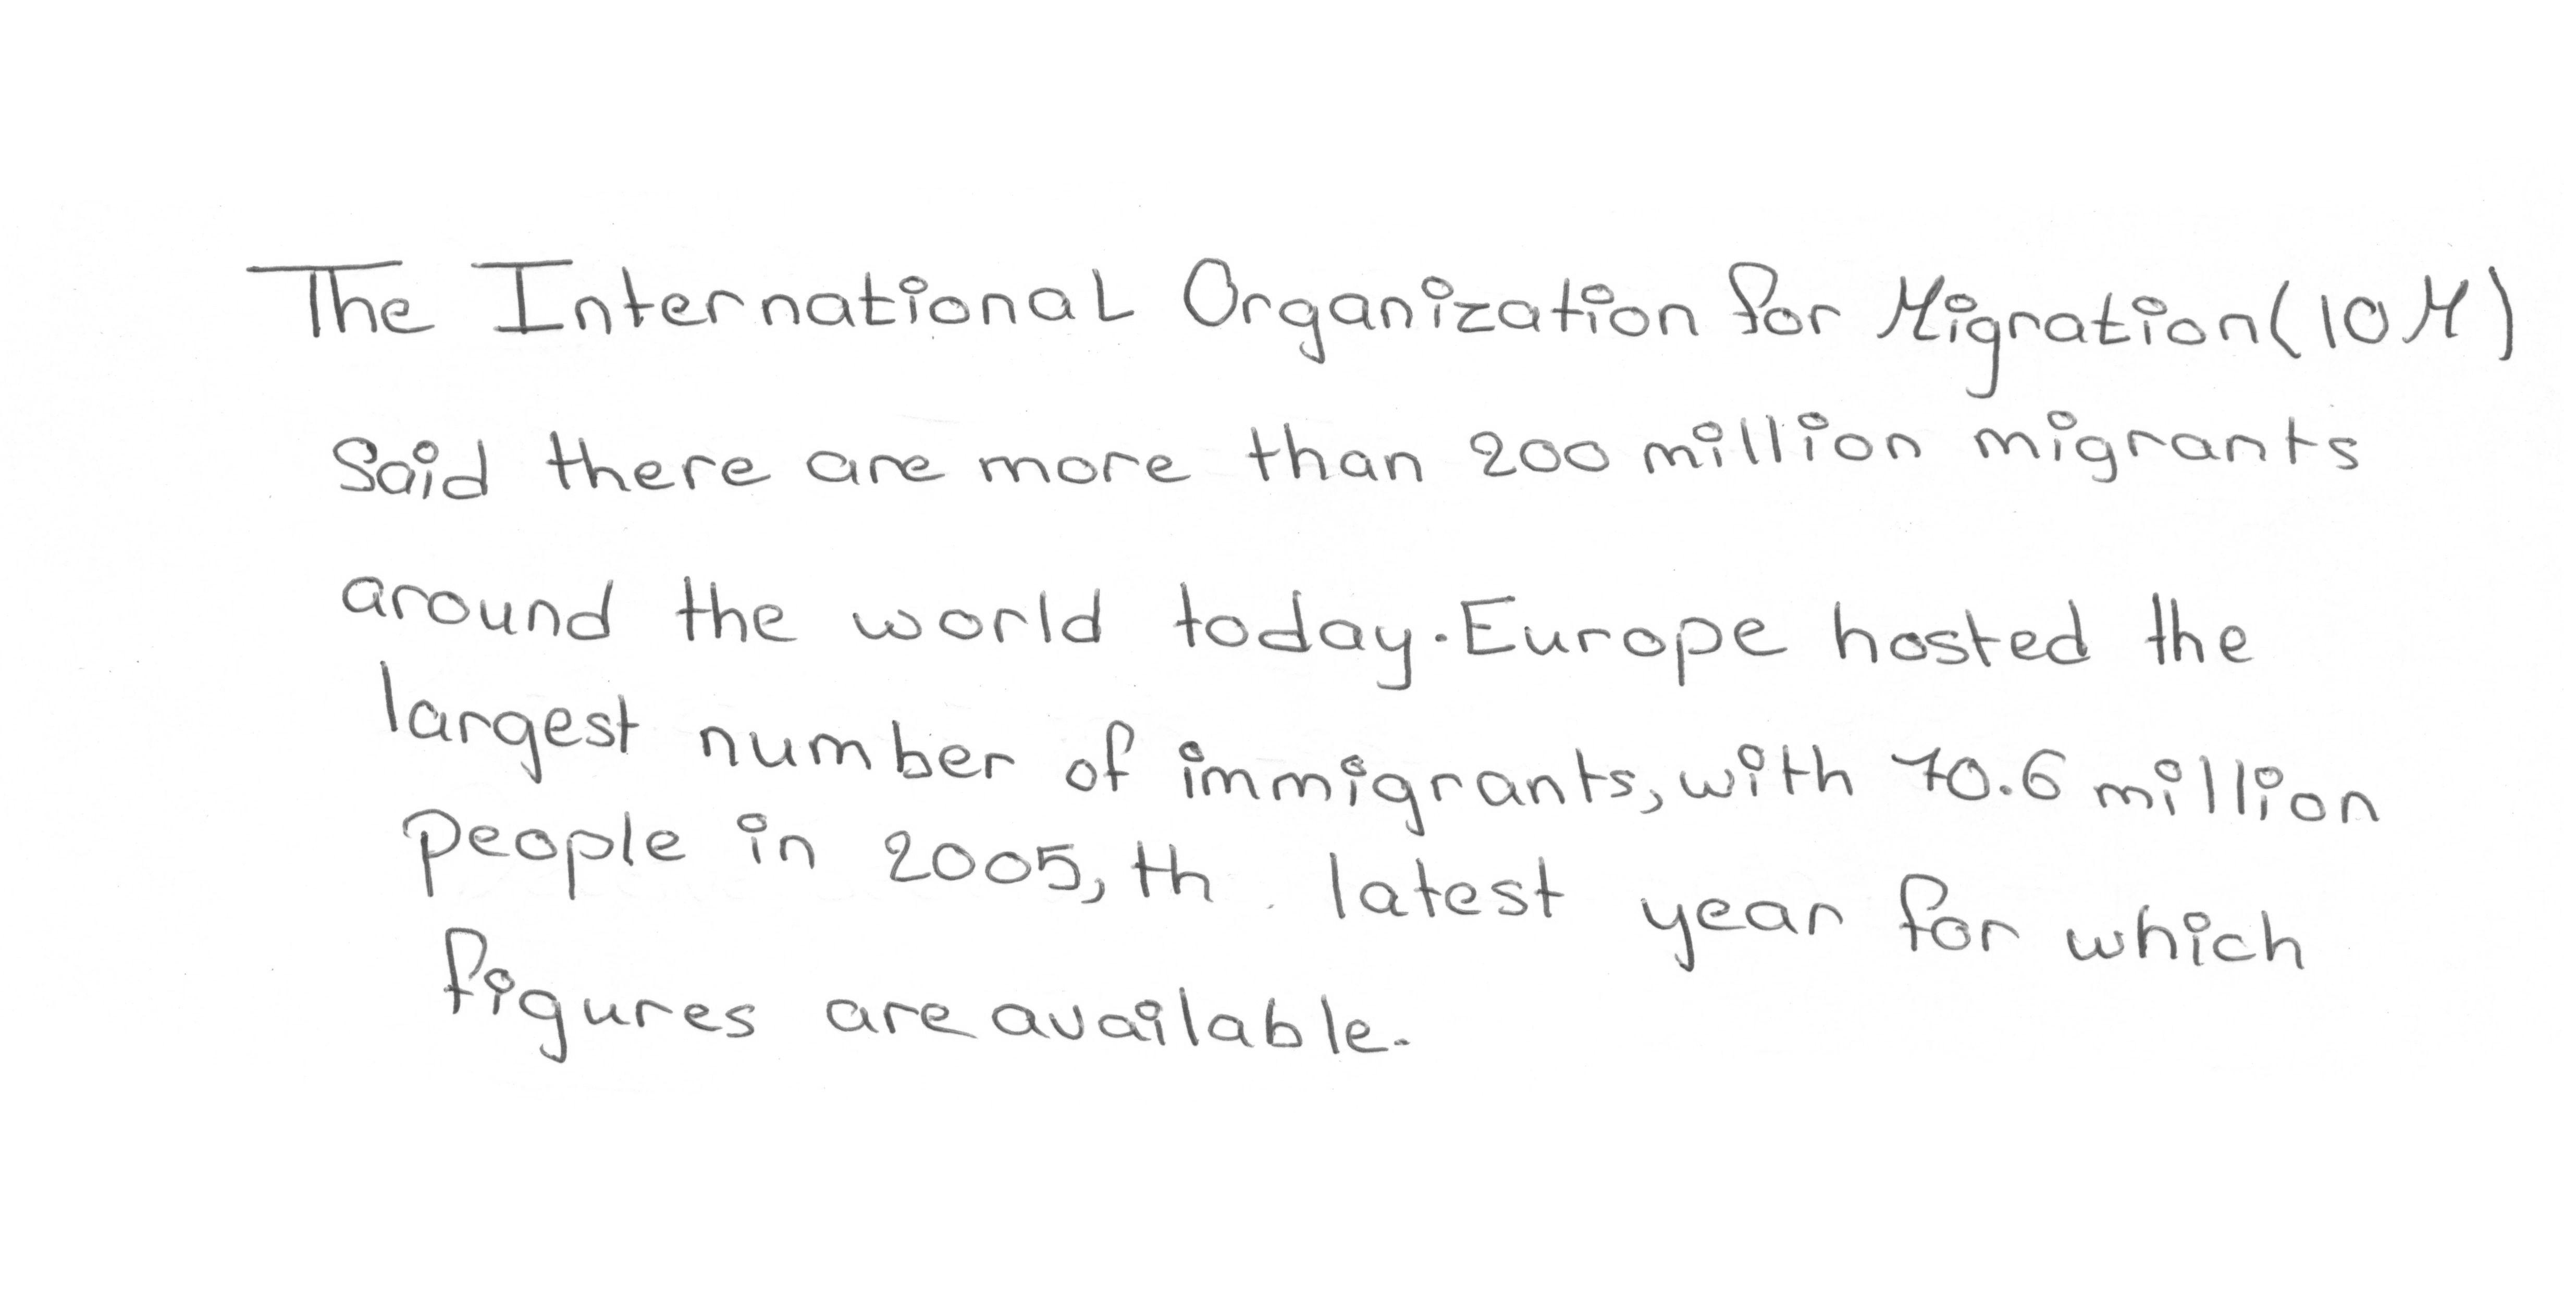 The International Organization for Migration (IOM)
Said there are more than 200 million migrants
around the world today. Europe hosted the
largest number of immigrants, with 70.6 million
people in 2005, th . latest year for which
figures are available.